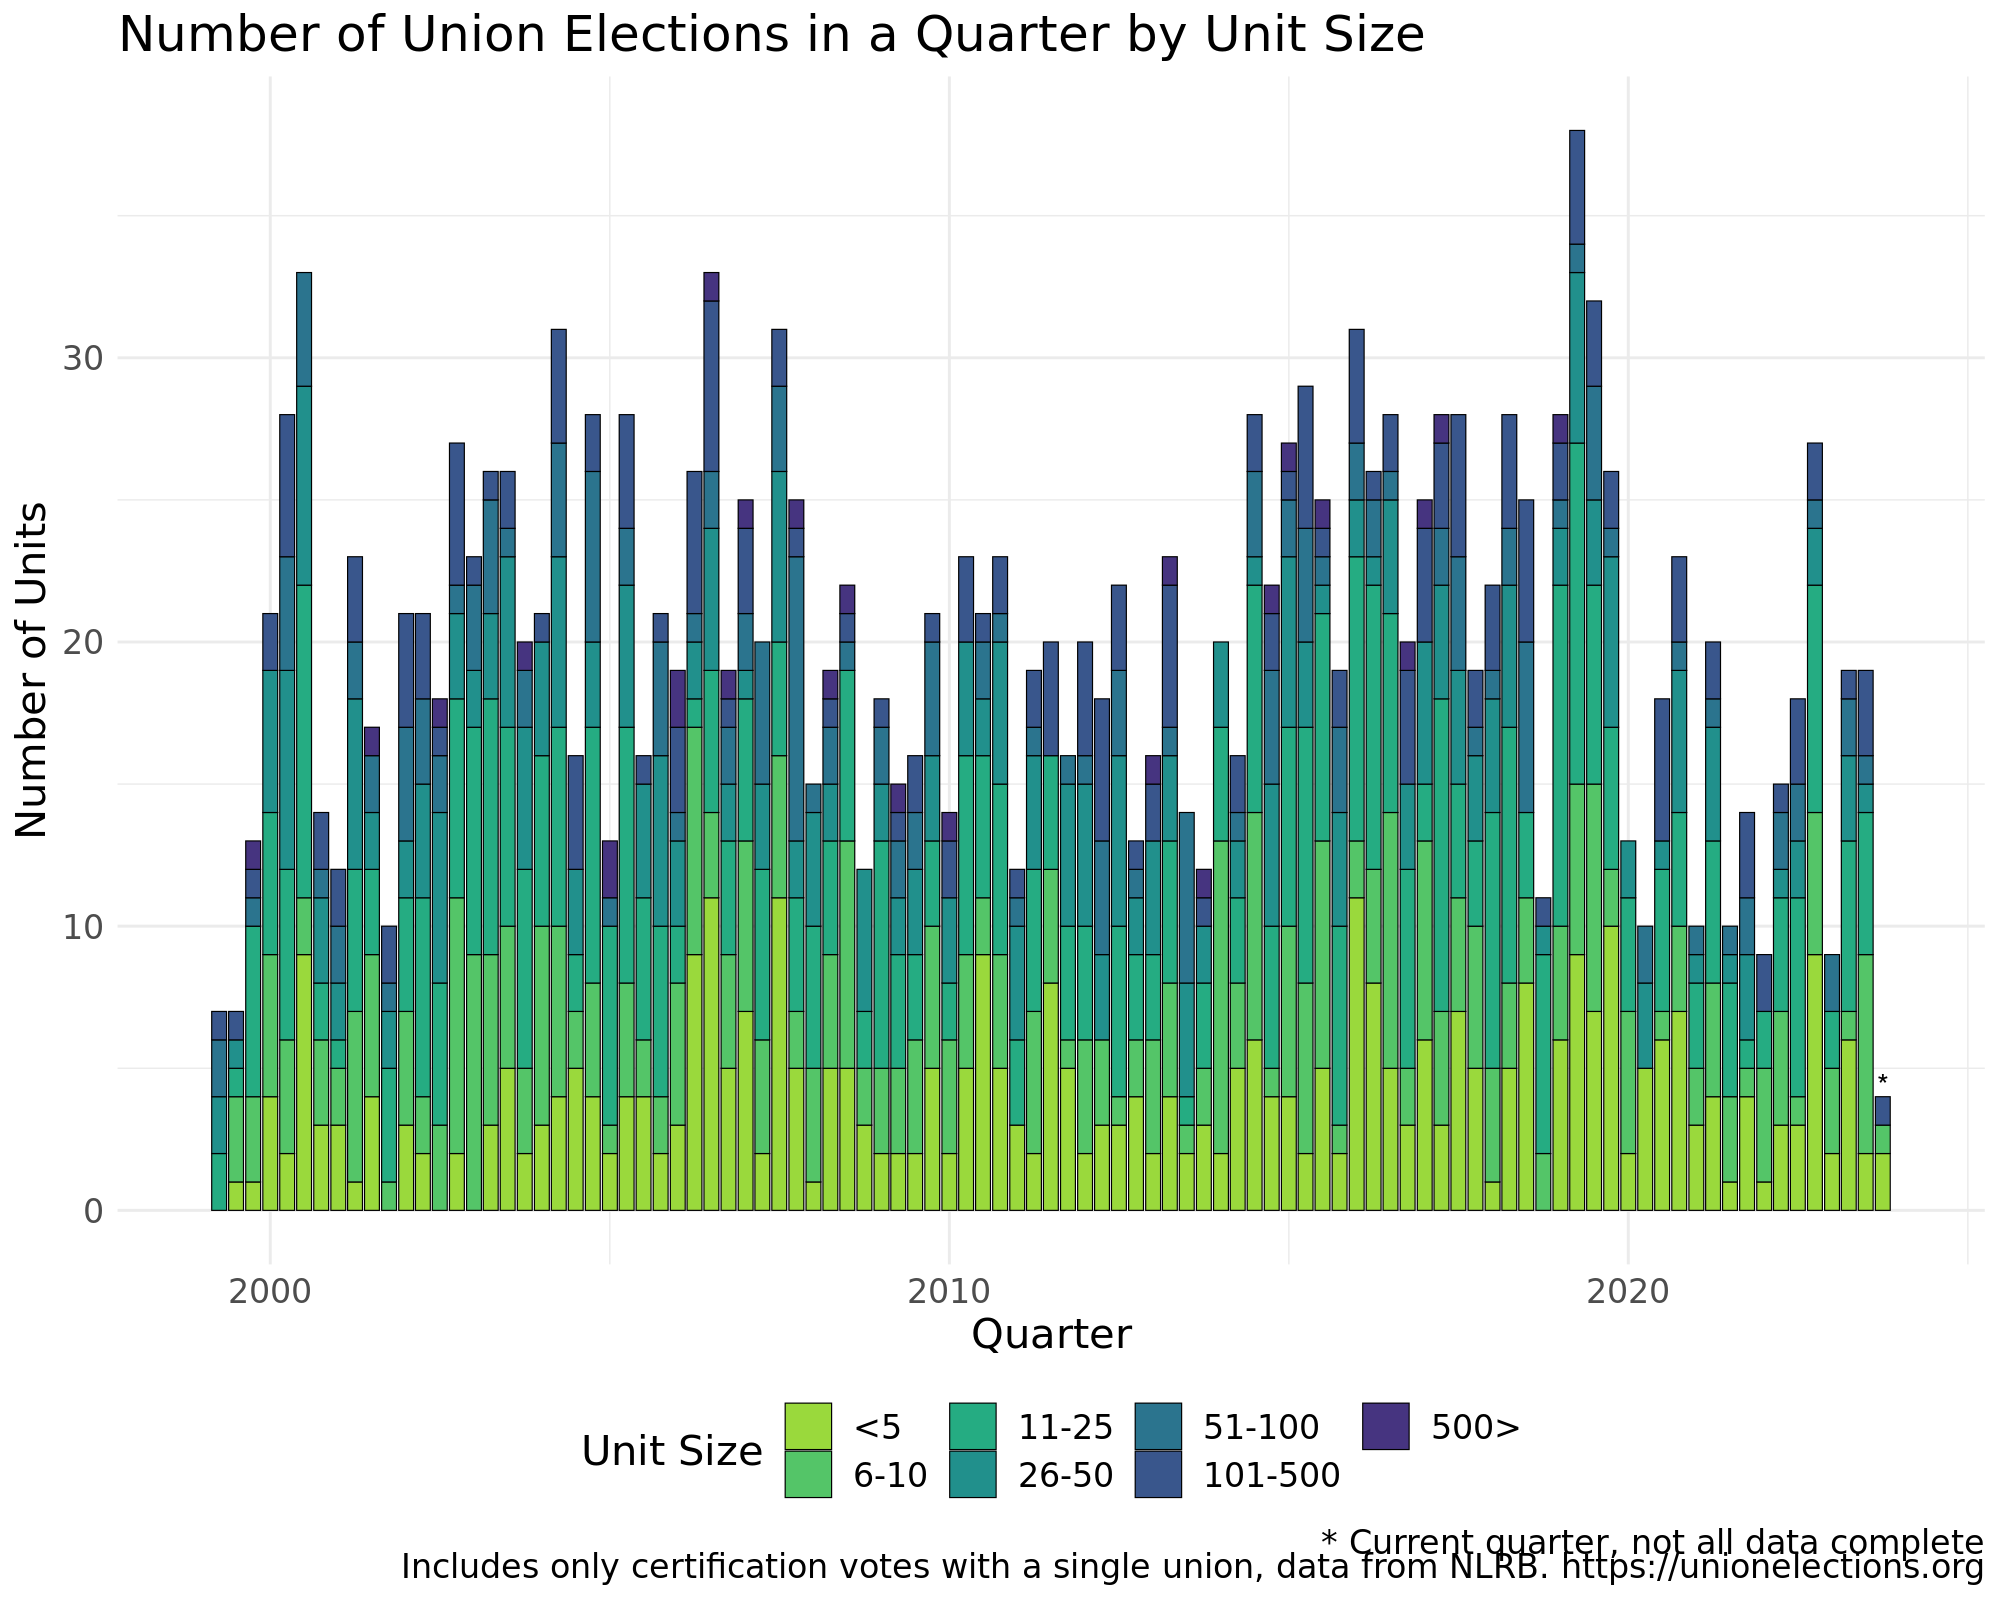 Number of Union Elections in a Quarter by Unit Size
Number of Units
30
20
10
0
*
2000 2010 2020
Quarter
Unit Size
<5 11-25 51-100 500>
6-10 26-50 101-500
* Current quarter, not all data complete
Includes only certification votes with a single union, data from NLRB. https://unionelections.org